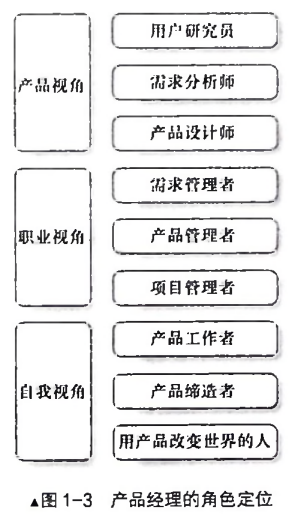 产品视角
用户研究员
需求分析师
产品设计师
职业视角
需求管理者
产品管理者
项目管理者
自我视角
产品工作者
产品缔造者
用产品改变世界的人
▲图1-3 产品经理的角色定位